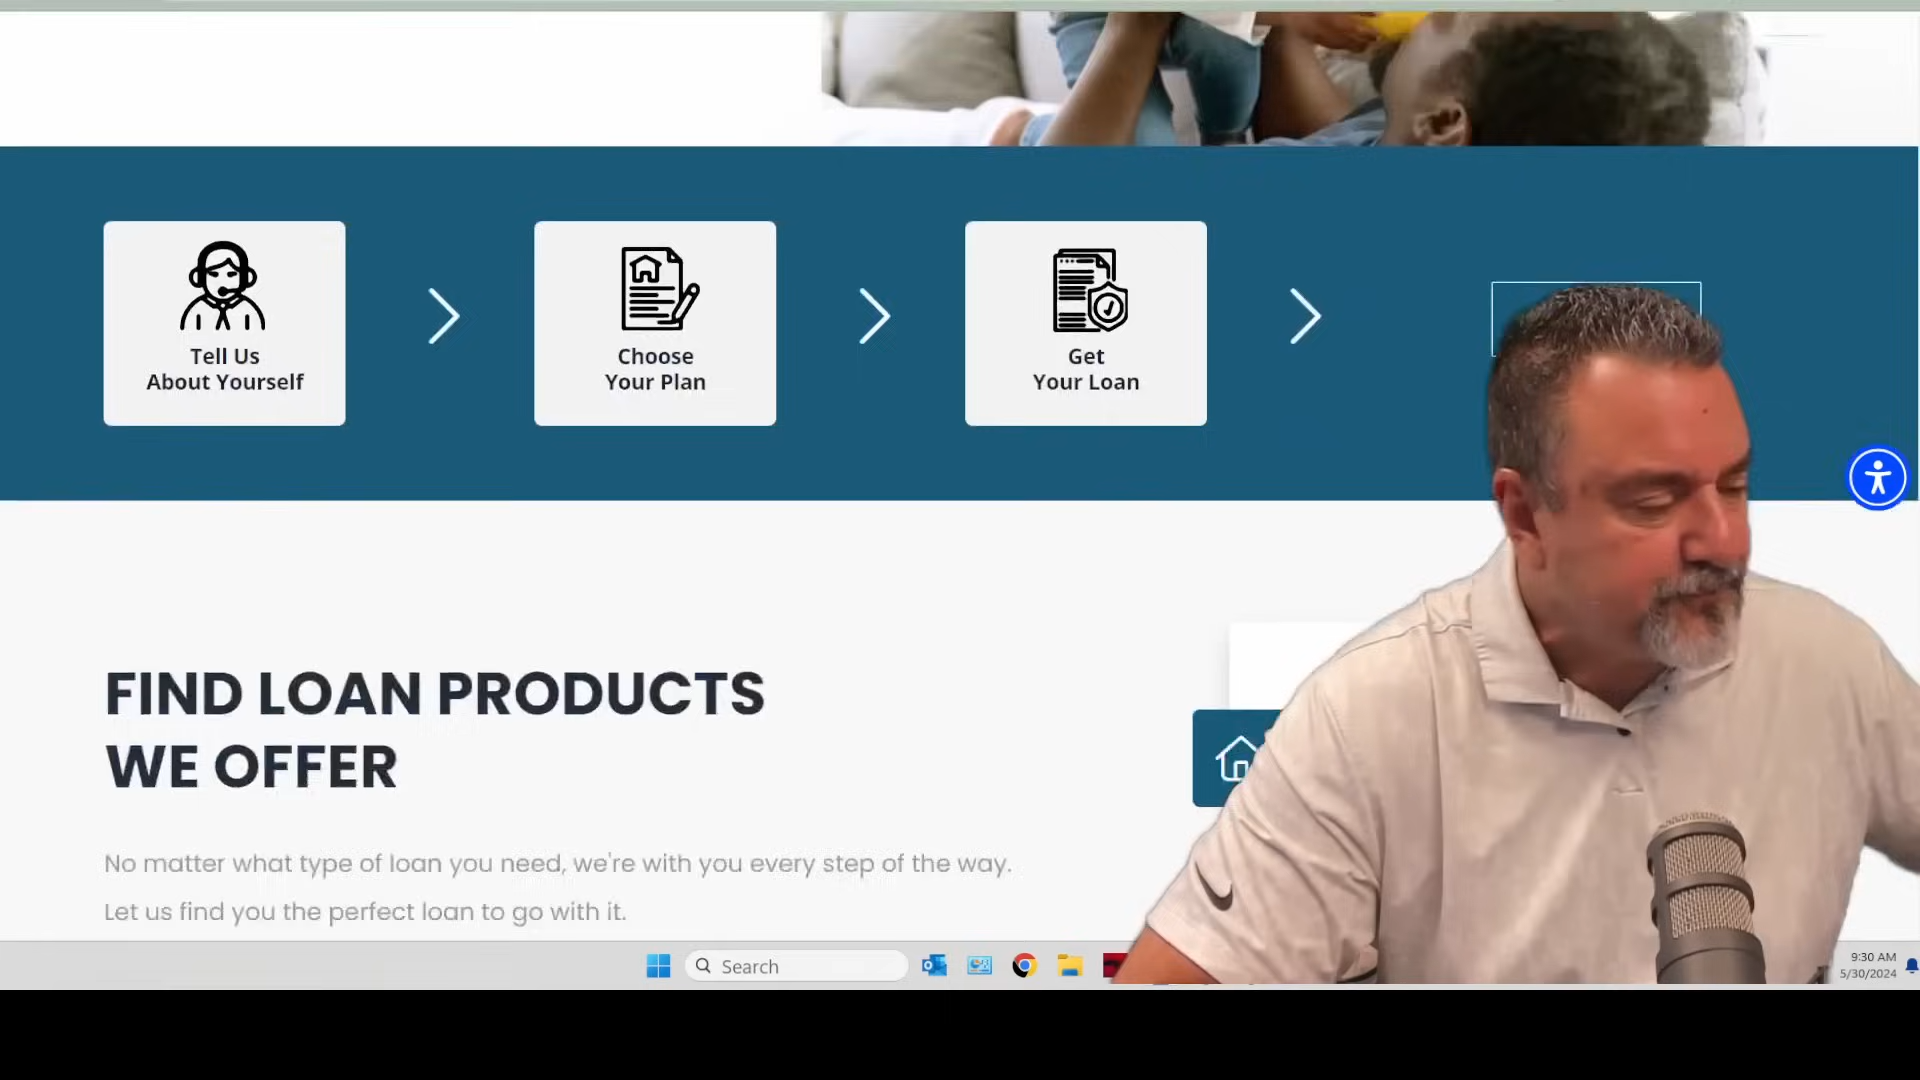 Tell Us
About Yourself
Choose
Your Plan
Get
Your Loan
FIND LOAN PRODUCTS
WE OFFER
No matter what type of loan you need, we're with you every step of the way.
Let us find you the perfect loan to go with it.
Search
9:30 AM
5/30/2024